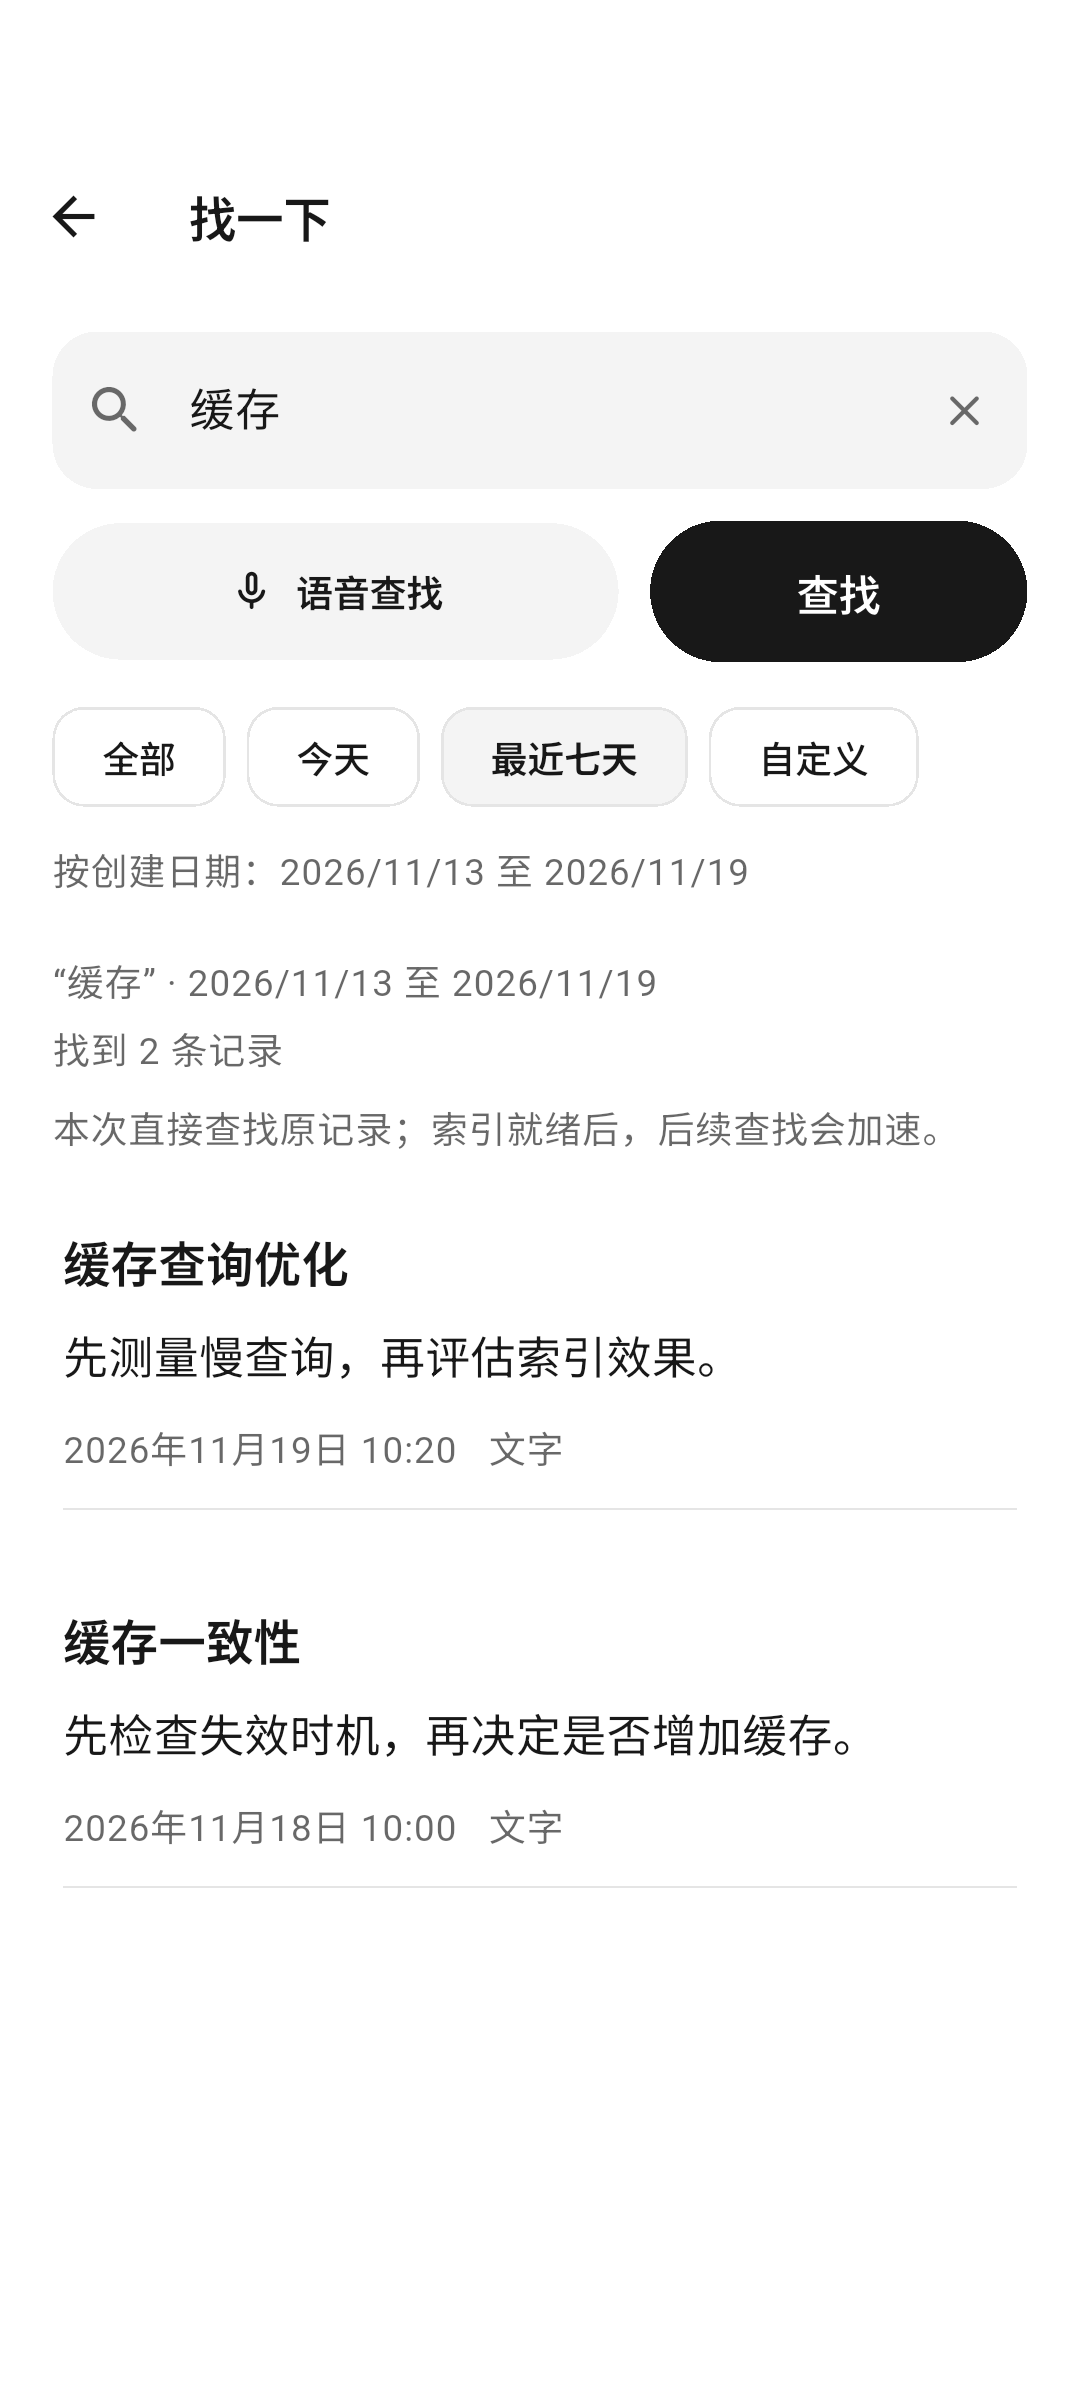 找一下
缓存
语音查找
查找
全部 今天 最近七天 自定义
按创建日期：2026/11/13 至 2026/11/19
“缓存” · 2026/11/13 至 2026/11/19
找到 2 条记录
本次直接查找原记录；索引就绪后，后续查找会加速。
缓存查询优化
先测量慢查询，再评估索引效果。
2026年11月19日 10:20 文字
缓存一致性
先检查失效时机，再决定是否增加缓存。
2026年11月18日 10:00 文字